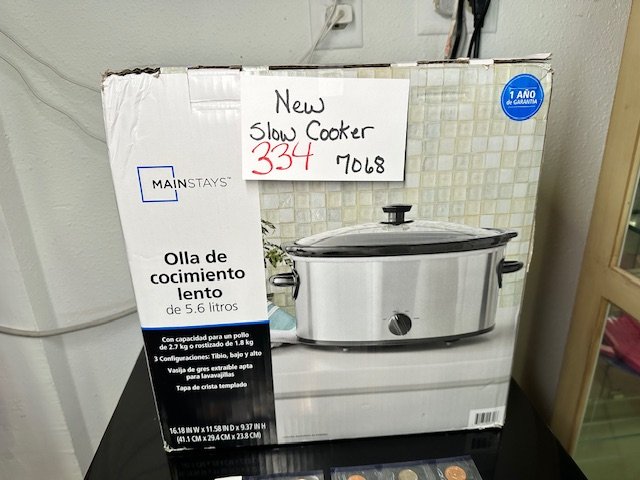 New
Slow Cooker
334 7068
1 AÑO
de GARANTÍA
MAINSTAYS™
Olla de
cocimiento
lento
de 5.6 litros
Con capacidad para un pollo
de 2.7 kg o rostizado de 1.8 kg
3 Configuraciones: Tibio, bajo y alto
Vasija de gres extraíble apta
para lavavajillas
Tapa de crista templado
16.18 IN W x 11.58 IN D x 9.37 IN H
(41.1 CM x 29.4 CM x 23.8 CM)